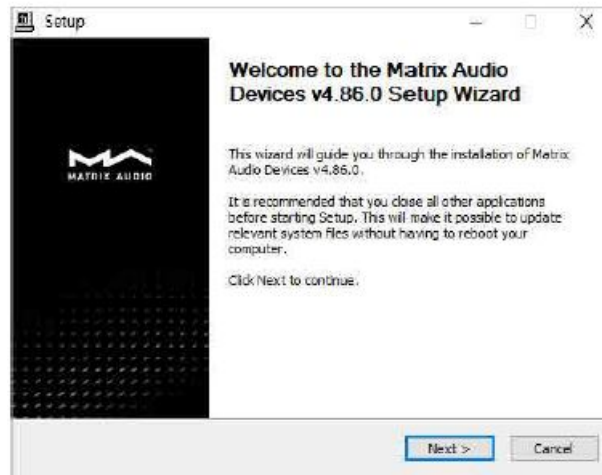 Setup
Welcome to the Matrix Audio
Devices v4.86.0 Setup Wizard
MATRIX AUDIO
This wizard will guide you through the installation of Matrix
Audio Devices v4.86.0.
It is recommended that you close all other applications
before starting Setup. This will make it possible to update
relevant system files without having to reboot your
computer.
Click Next to continue.
Next >
Cancel